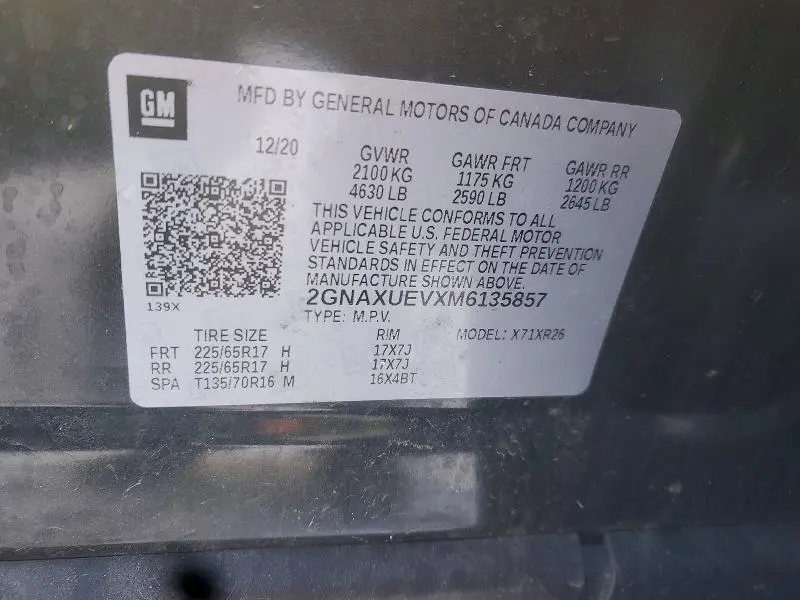 GM
MFD BY GENERAL MOTORS OF CANADA COMPANY
12/20
GVWR GAWR FRT GAWR RR
2100 KG 1175 KG 1200 KG
4630 LB 2590 LB 2645 LB
THIS VEHICLE CONFORMS TO ALL
APPLICABLE U.S. FEDERAL MOTOR
VEHICLE SAFETY AND THEFT PREVENTION
STANDARDS IN EFFECT ON THE DATE OF
MANUFACTURE SHOWN ABOVE.
2GNAXUEVXM6135857
139X
TYPE: M.P.V.
TIRE SIZE RIM MODEL: X71XR26
FRT 225/65R17 H 17X7J
RR 225/65R17 H 17X7J
SPA T135/70R16 M 16X4BT